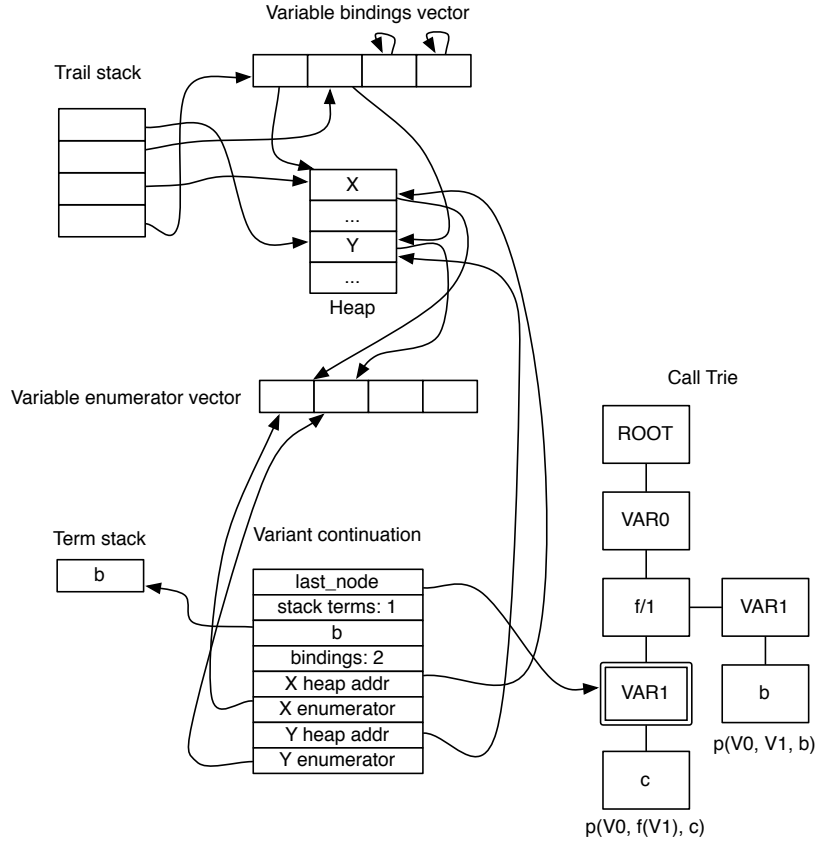 Variable bindings vector
Trail stack
X
...
Y
...
Heap
Variable enumerator vector
Call Trie
ROOT
VAR0
f/1
VAR1
VAR1
b
p(V0, V1, b)
c
p(V0, f(V1), c)
Term stack
b
Variant continuation
last_node
stack terms: 1
b
bindings: 2
X heap addr
X enumerator
Y heap addr
Y enumerator